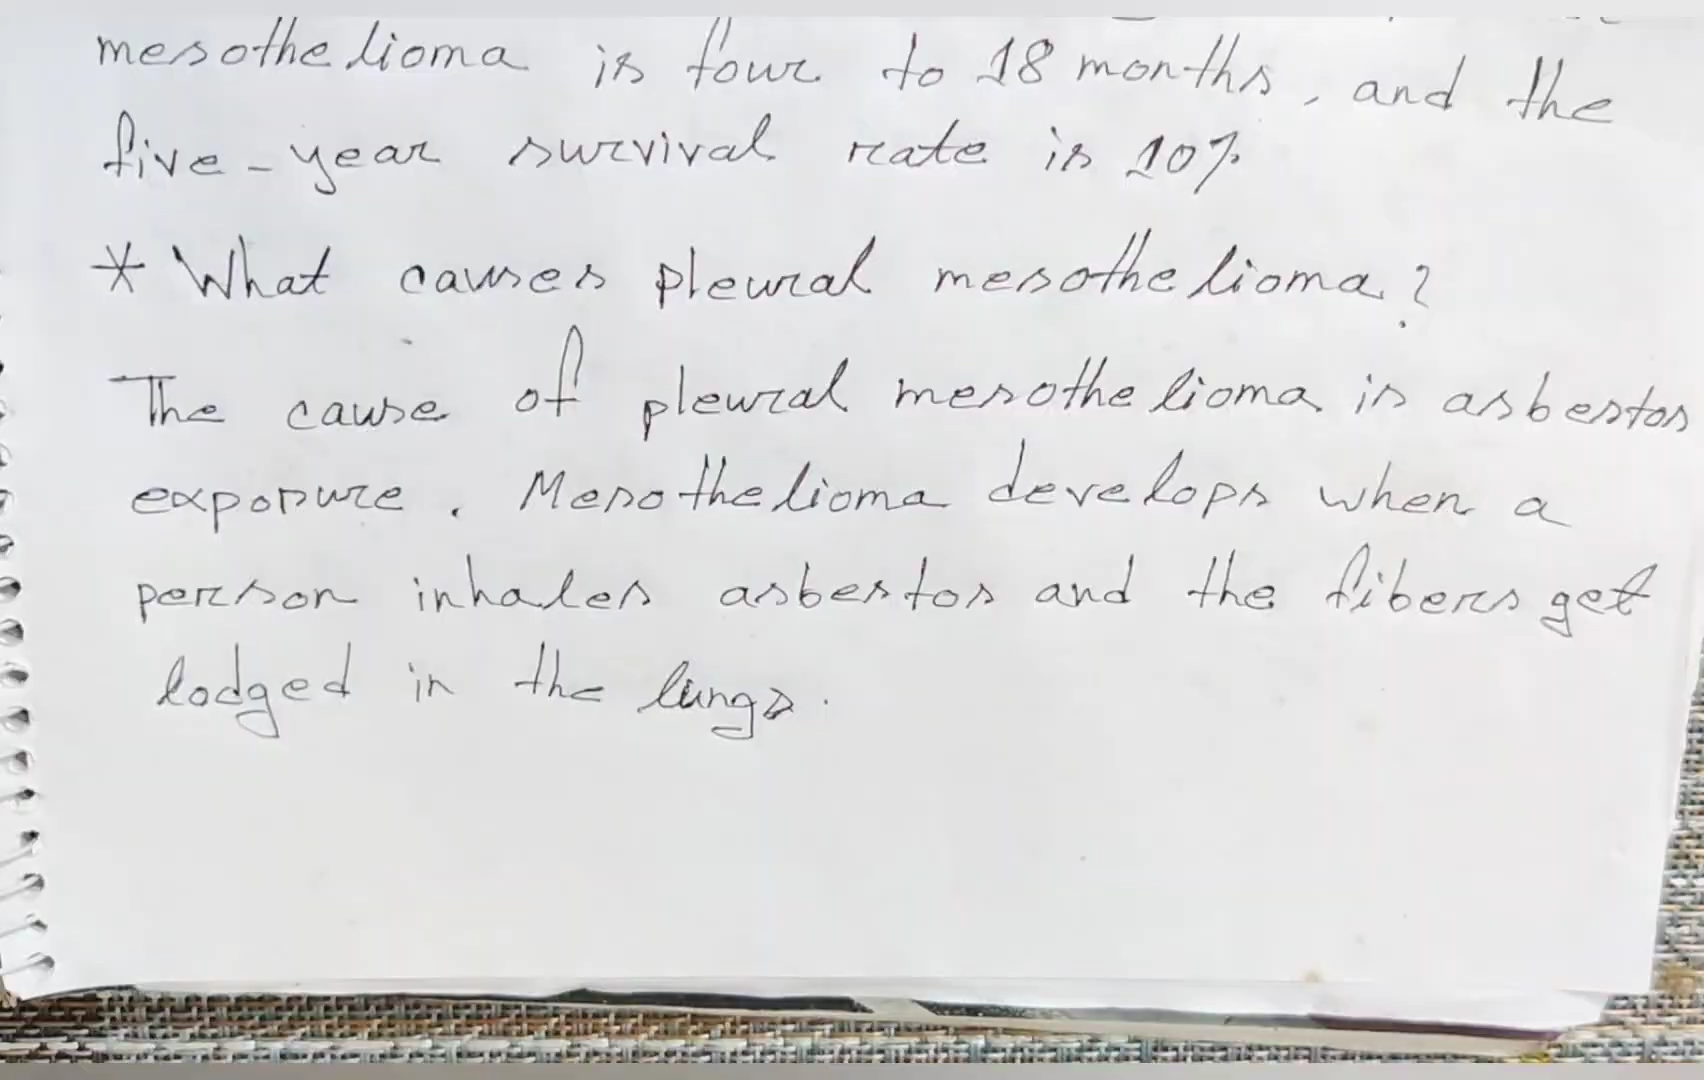 mesothelioma is four to 18 months, and the
five-year survival rate is 10%
* What causes pleural mesothelioma?
The cause of pleural mesothelioma is asbestos
exposure. Mesothelioma develops when a
person inhales asbestos and the fibers get
lodged in the lungs.